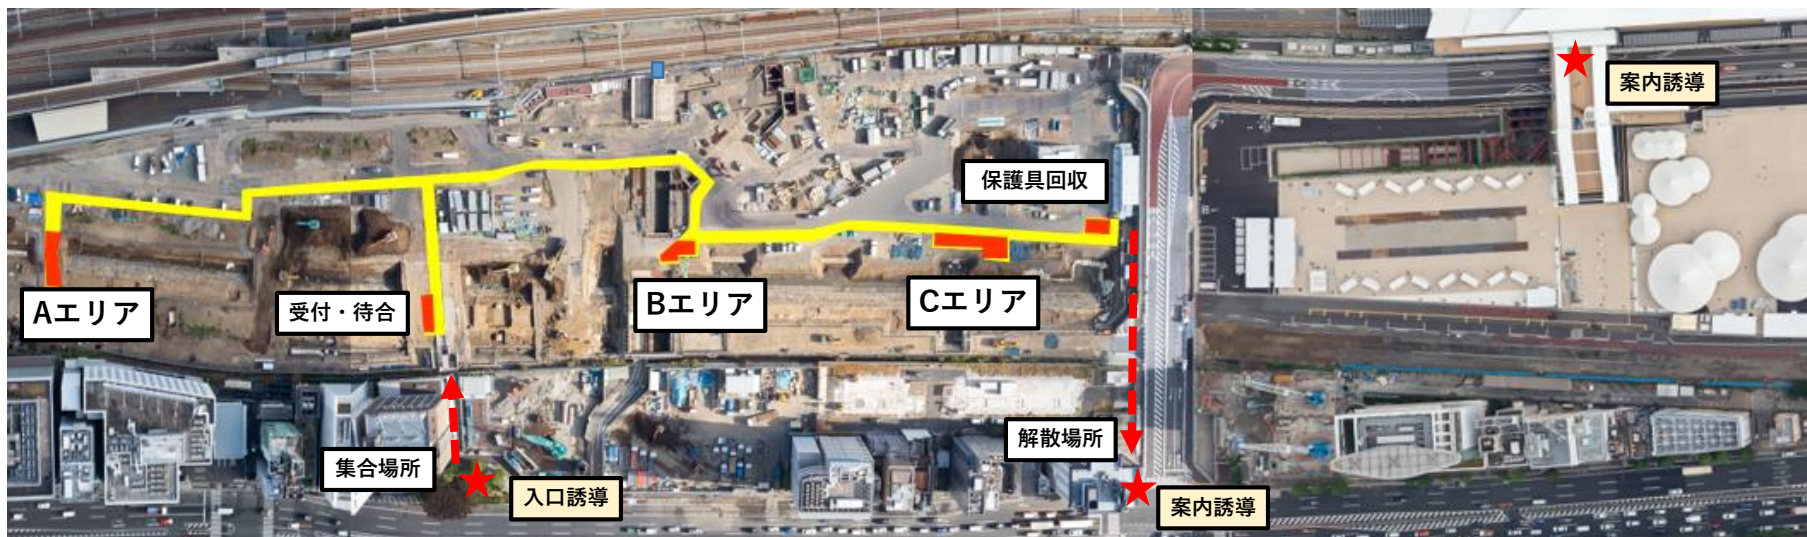 案内誘導
保護具回収
Aエリア
受付・待合
Bエリア
Cエリア
集合場所
入口誘導
解散場所
案内誘導